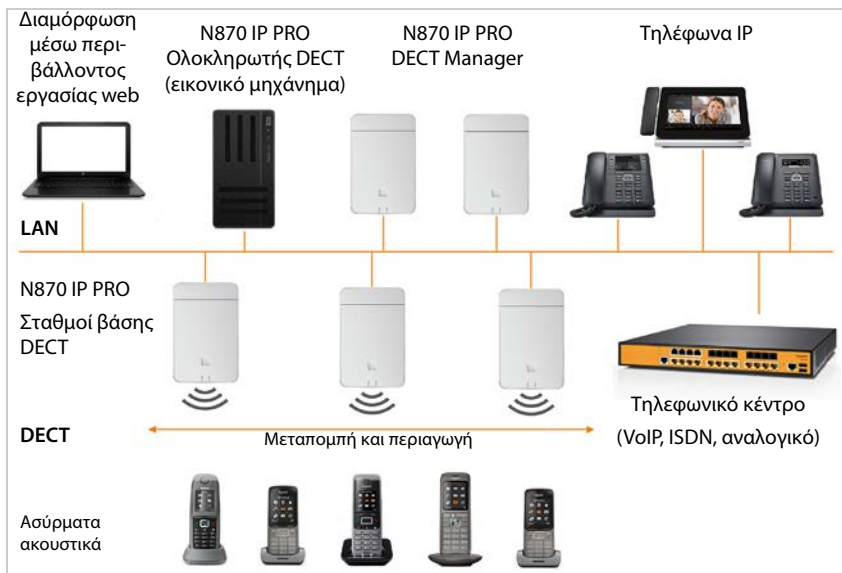 Διαμόρφωση
μέσω περι-
βάλλοντος
εργασίας web
N870 IP PRO
Ολοκληρωτής DECT
(εικονικό μηχάνημα)
N870 IP PRO
DECT Manager
Τηλέφωνα IP
LAN
N870 IP PRO
Σταθμοί βάσης
DECT
Τηλεφωνικό κέντρο
(VoIP, ISDN, αναλογικό)
DECT
Μεταπομπή και περιαγωγή
Ασύρματα
ακουστικά